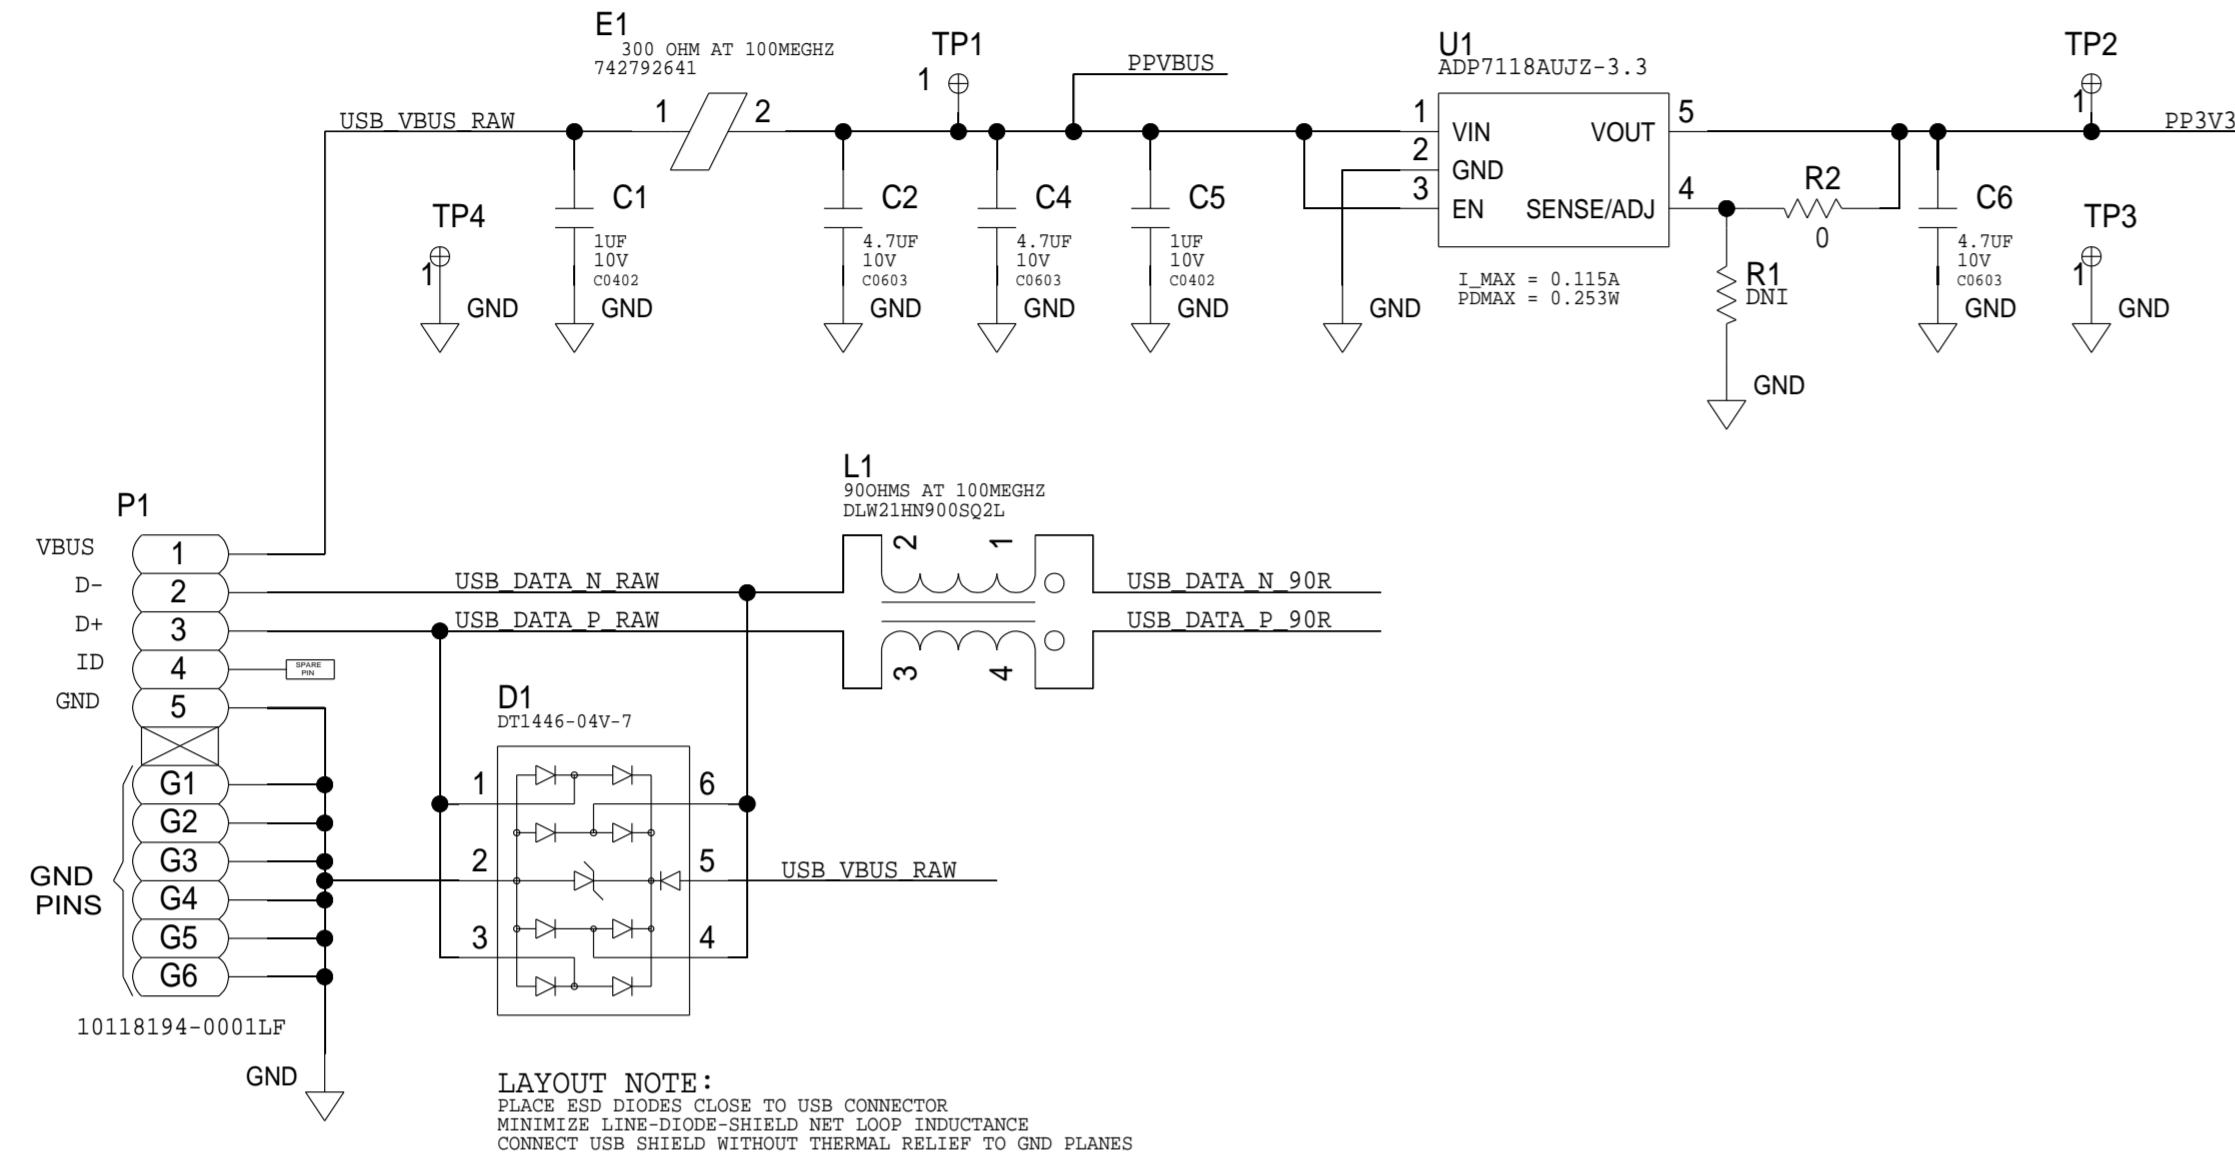 E1
300 OHM AT 100MEGHZ
742792641
TP1
1
PPVBUS
U1
ADP7118AUJZ-3.3
TP2
1
USB_VBUS_RAW
1
2
1
VIN
2
GND
3
EN
VOUT
5
SENSE/ADJ
4
PP3V3
TP4
1
GND
C1
1UF
10V
C0402
GND
C2
4.7UF
10V
C0603
GND
C4
4.7UF
10V
C0603
GND
C5
1UF
10V
C0402
GND
GND
I_MAX = 0.115A
PDMAX = 0.253W
R2
0
R1
DNI
GND
C6
4.7UF
10V
C0603
GND
TP3
1
GND
P1
VBUS
1
D-
2
D+
3
ID
4
SPARE
PIN
GND
5
G1
G2
G3
G4
G5
G6
GND
PINS
10118194-0001LF
GND
USB_DATA_N_RAW
USB_DATA_P_RAW
L1
90OHMS AT 100MEGHZ
DLW21HN900SQ2L
2
1
3
4
USB_DATA_N_90R
USB_DATA_P_90R
D1
DT1446-04V-7
1
6
2
5
3
4
USB_VBUS_RAW
LAYOUT NOTE:
PLACE ESD DIODES CLOSE TO USB CONNECTOR
MINIMIZE LINE-DIODE-SHIELD NET LOOP INDUCTANCE
CONNECT USB SHIELD WITHOUT THERMAL RELIEF TO GND PLANES